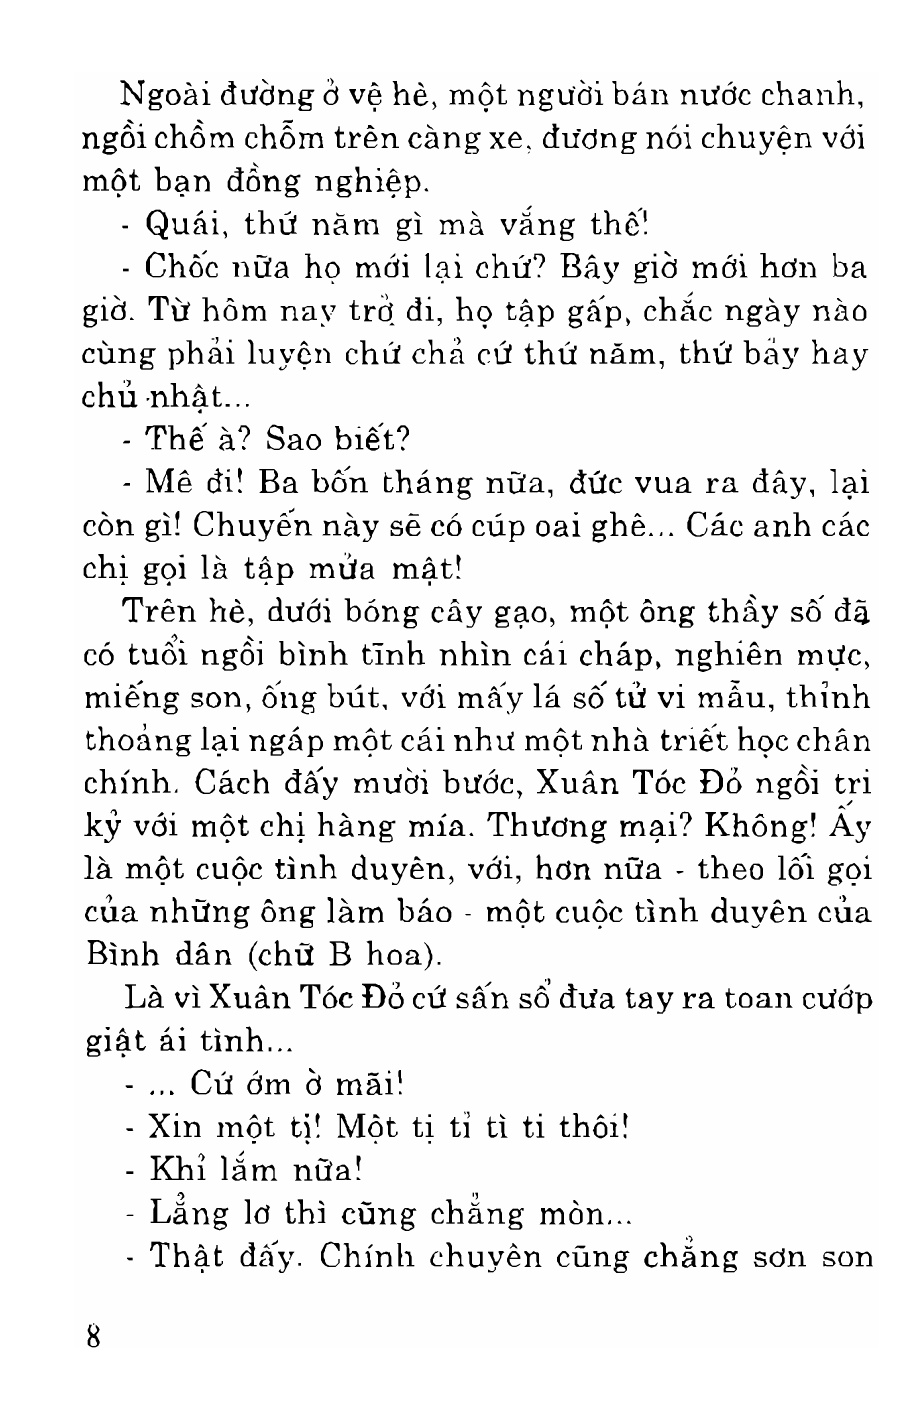 Ngoài đường ở vệ hè, một người bán nước chanh,
ngồi chồm chỗm trên càng xe, đương nói chuyện với
một bạn đồng nghiệp.
- Quái, thứ năm gì mà vắng thế!
- Chốc nữa họ mới lại chứ? Bây giờ mới hơn ba
giờ. Từ hôm nay trở đi, họ tập gấp, chắc ngày nào
cùng phải luyện chứ chả cứ thứ năm, thứ bảy hay
chủ nhật...
- Thế à? Sao biết?
- Mê đi! Ba bốn tháng nữa, đức vua ra đây, lại
còn gì! Chuyến này sẽ có cúp oai ghê... Các anh các
chị gọi là tập mửa mật!
Trên hè, dưới bóng cây gạo, một ông thầy số đã
có tuổi ngồi bình tĩnh nhìn cái cháp, nghiên mực,
miếng son, ống bút, với mấy lá số tử vi mẫu, thỉnh
thoảng lại ngáp một cái như một nhà triết học chân
chính. Cách đấy mười bước, Xuân Tóc Đỏ ngồi tri
kỷ với một chị hàng mía. Thương mại? Không! Ấy
là một cuộc tình duyên, với, hơn nữa - theo lối gọi
của những ông làm báo - một cuộc tình duyên của
Bình dân (chữ B hoa).
Là vì Xuân Tóc Đỏ cứ sấn sổ đưa tay ra toan cướp
giật ái tình...
- ... Cứ ớm ờ mãi!
- Xin một tị! Một tị tỉ tì ti thôi!
- Khỉ lắm nữa!
- Lẳng lơ thì cũng chẳng mòn...
- Thật đấy. Chính chuyên cũng chẳng sơn son
8